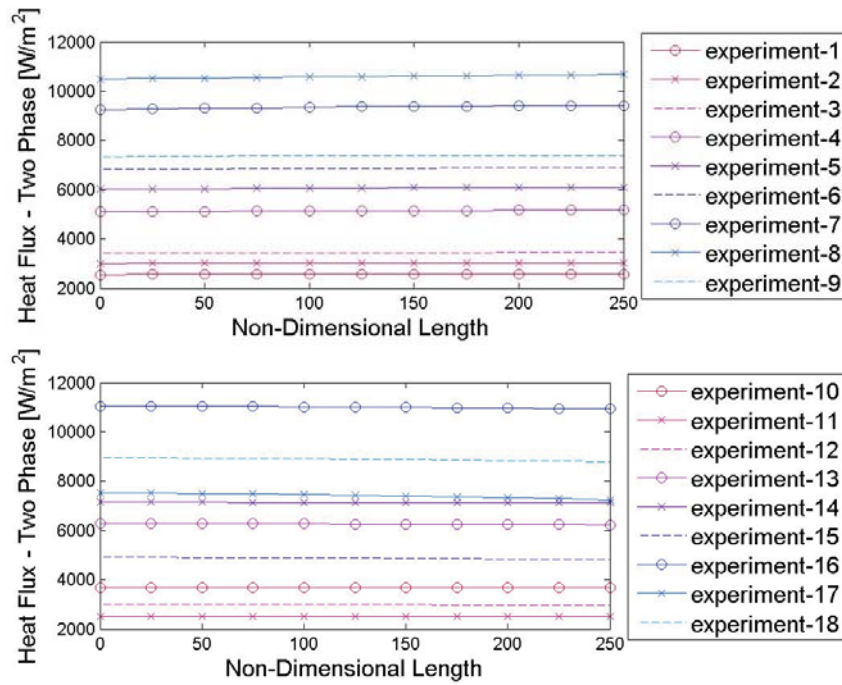 Heat Flux - Two Phase [W/m²]
12000
10000
8000
6000
4000
2000
0
50
100
150
200
250
Non-Dimensional Length
experiment-1
experiment-2
experiment-3
experiment-4
experiment-5
experiment-6
experiment-7
experiment-8
experiment-9
Heat Flux - Two Phase [W/m²]
12000
10000
8000
6000
4000
2000
0
50
100
150
200
250
Non-Dimensional Length
experiment-10
experiment-11
experiment-12
experiment-13
experiment-14
experiment-15
experiment-16
experiment-17
experiment-18